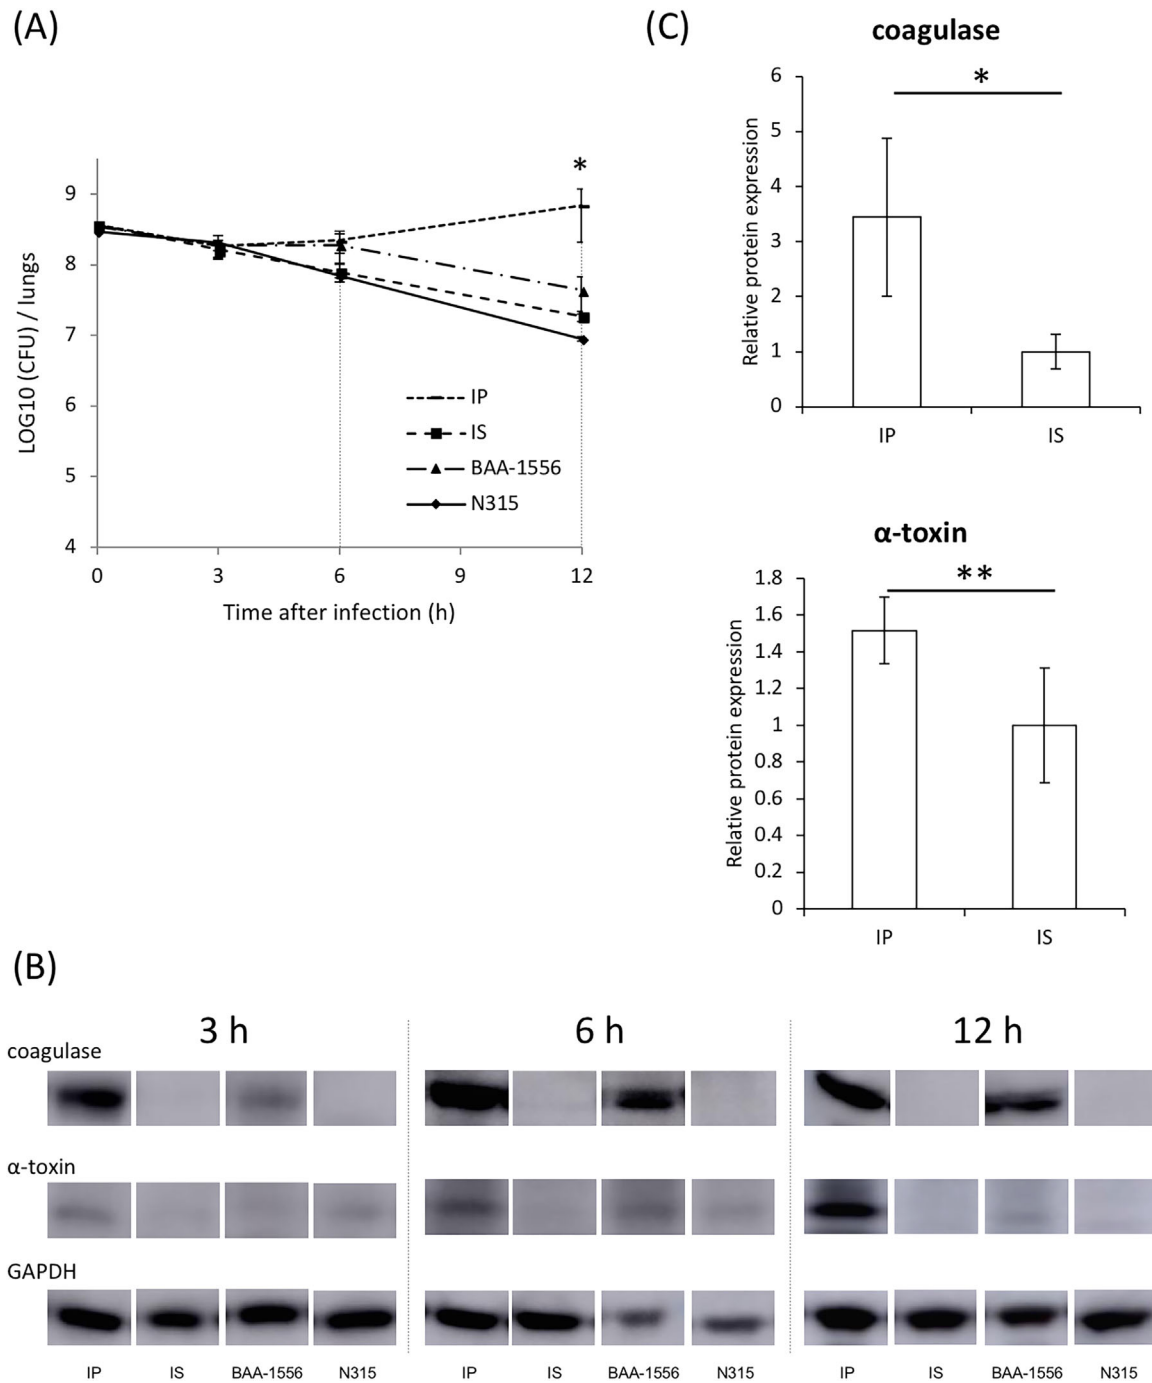 (A)
*
9
8
7
6
5
4
LOG10 (CFU) / lungs
IP
IS
BAA-1556
N315
0 3 6 9 12
Time after infection (h)
(C)
coagulase
*
6
5
4
3
2
1
0
Relative protein expression
IP IS
α-toxin
**
1.8
1.6
1.4
1.2
1
0.8
0.6
0.4
0.2
0
Relative protein expression
IP IS
(B)
3 h 6 h 12 h
coagulase
α-toxin
GAPDH
IP IS BAA-1556 N315 IP IS BAA-1556 N315 IP IS BAA-1556 N315